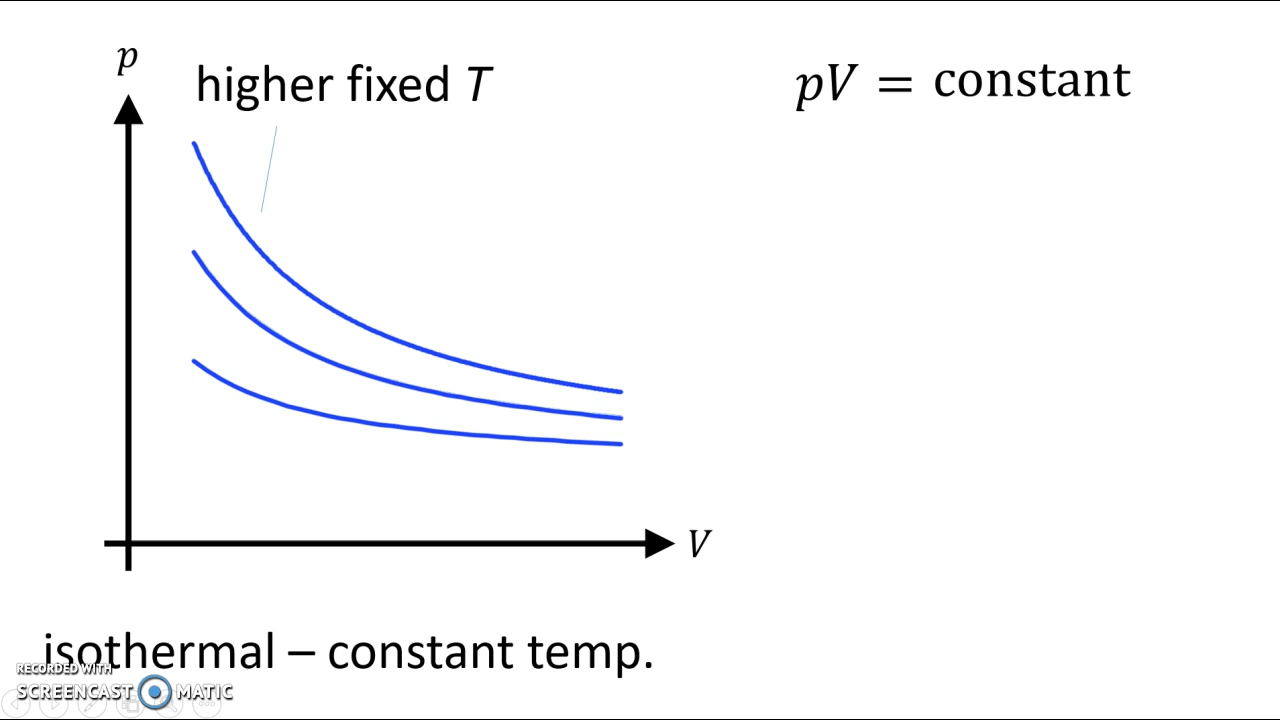 p
higher fixed T
pV = constant
V
isothermal – constant temp.
RECORDED WITH
SCREENCAST MATIC